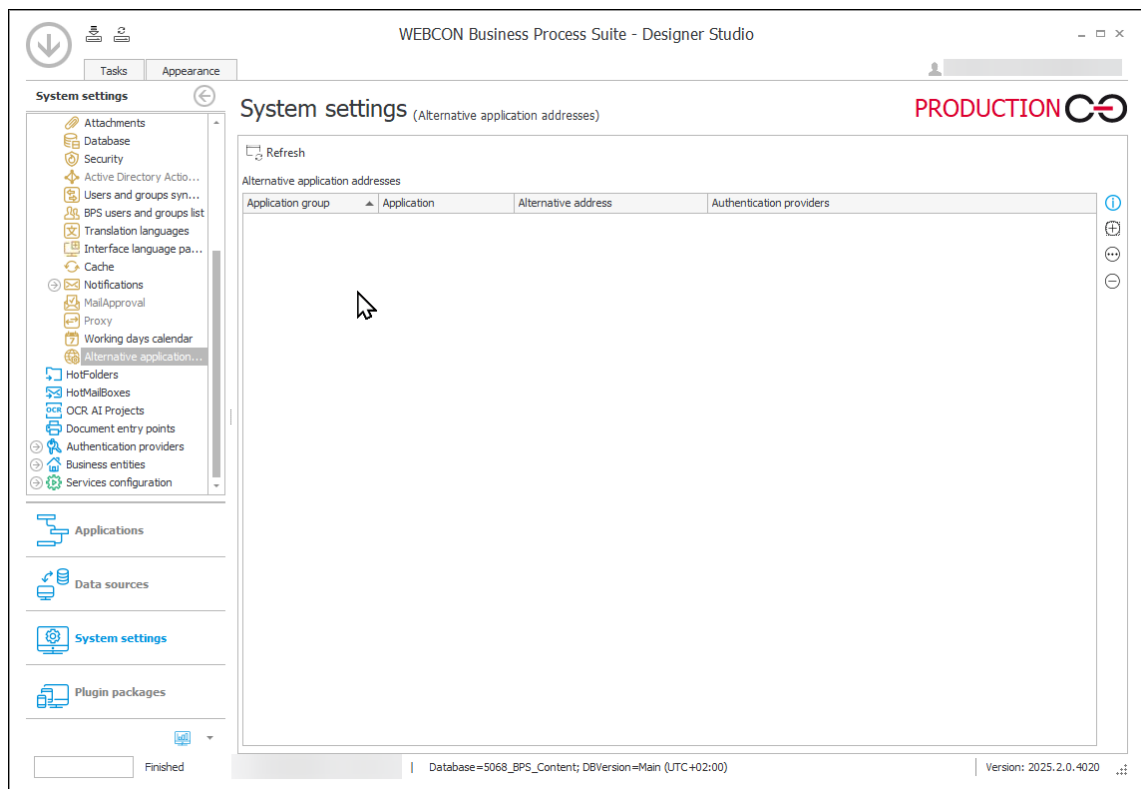 WEBCON Business Process Suite - Designer Studio
Tasks
Appearance
System settings
Attachments
Database
Security
Active Directory Actio...
Users and groups syn...
BPS users and groups list
Translation languages
Interface language pa...
Cache
Notifications
MailApproval
Proxy
Working days calendar
Alternative application...
HotFolders
HotMailBoxes
OCR AI Projects
Document entry points
Authentication providers
Business entities
Services configuration
Applications
Data sources
System settings
Plugin packages
System settings (Alternative application addresses)
PRODUCTION
Refresh
Alternative application addresses
Application group Application Alternative address Authentication providers
Finished
Database=5068_BPS_Content; DBVersion=Main (UTC+02:00)
Version: 2025.2.0.4020